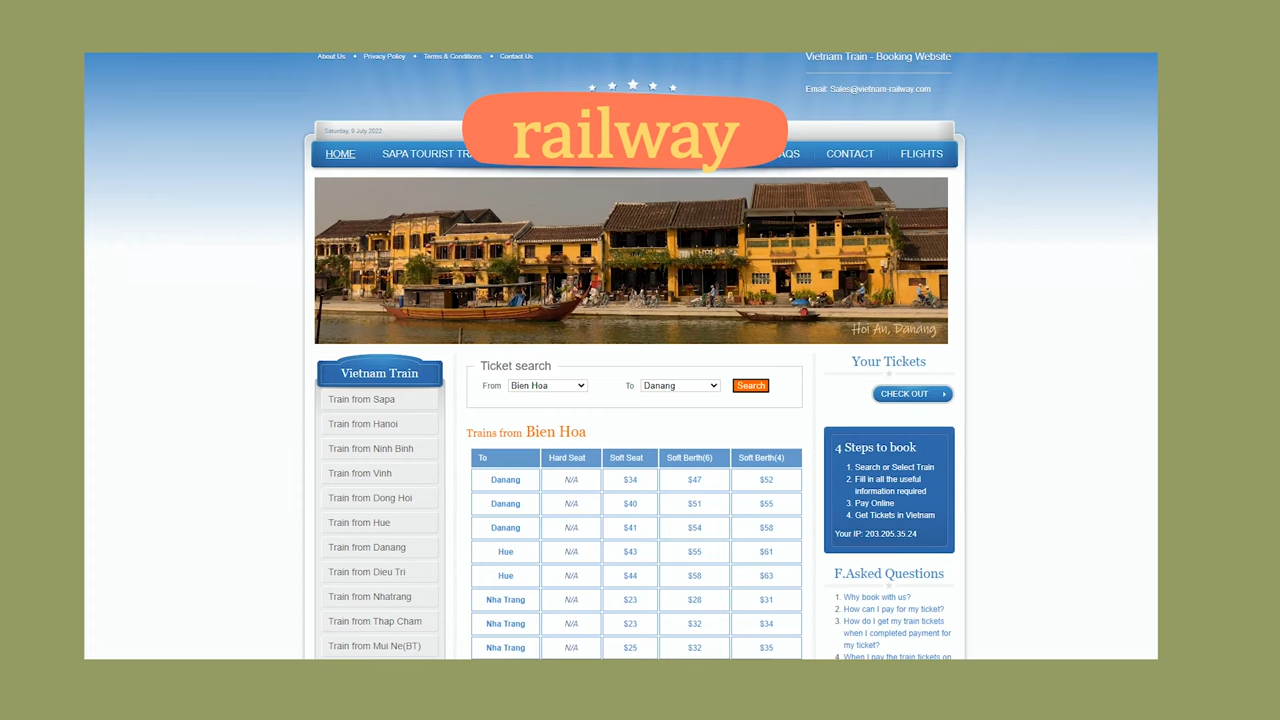 About Us • Privacy Policy • Terms & Conditions • Contact Us
Vietnam Train - Booking Website
Email: Sales@vietnam-railway.com
railway
Saturday, 9 July 2022
HOME SAPA TOURIST TRA AQS CONTACT FLIGHTS
Hoi An, Danang
Vietnam Train
Train from Sapa
Train from Hanoi
Train from Ninh Binh
Train from Vinh
Train from Dong Hoi
Train from Hue
Train from Danang
Train from Dieu Tri
Train from Nhatrang
Train from Thap Cham
Train from Mui Ne(BT)
Ticket search
From Bien Hoa To Danang Search
Trains from Bien Hoa
To Hard Seat Soft Seat Soft Berth(6) Soft Berth(4)
Danang N/A $34 $47 $52
Danang N/A $40 $51 $55
Danang N/A $41 $54 $58
Hue N/A $43 $55 $61
Hue N/A $44 $58 $63
Nha Trang N/A $23 $28 $31
Nha Trang N/A $23 $32 $34
Nha Trang N/A $25 $32 $35
Your Tickets
CHECK OUT
4 Steps to book
1. Search or Select Train
2. Fill in all the useful
information required
3. Pay Online
4. Get Tickets in Vietnam
Your IP: 203.205.35.24
F.Asked Questions
1. Why book with us?
2. How can I pay for my ticket?
3. How do I get my train tickets
when I completed payment for
my ticket?
4. When I pay the train tickets on